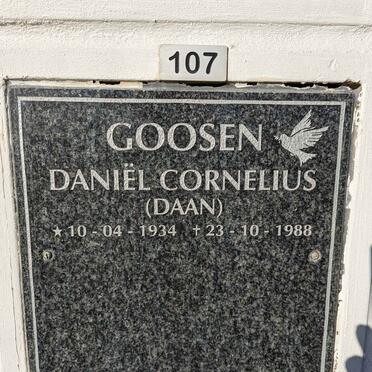 107
GOOSEN
DANIËL CORNELIUS
(DAAN)
★10 - 04 - 1934 †23 - 10 - 1988